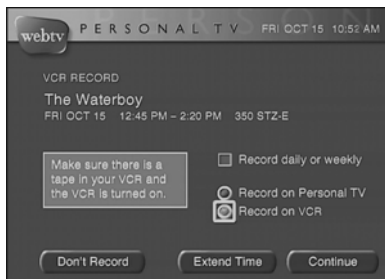 webtv PERSONAL TV FRI OCT 15 10:52 AM
VCR RECORD
The Waterboy
FRI OCT 15 12:45 PM – 2:20 PM 350 STZ-E
Make sure there is a
tape in your VCR and
the VCR is turned on.
Record daily or weekly
Record on Personal TV
Record on VCR
Don't Record Extend Time Continue